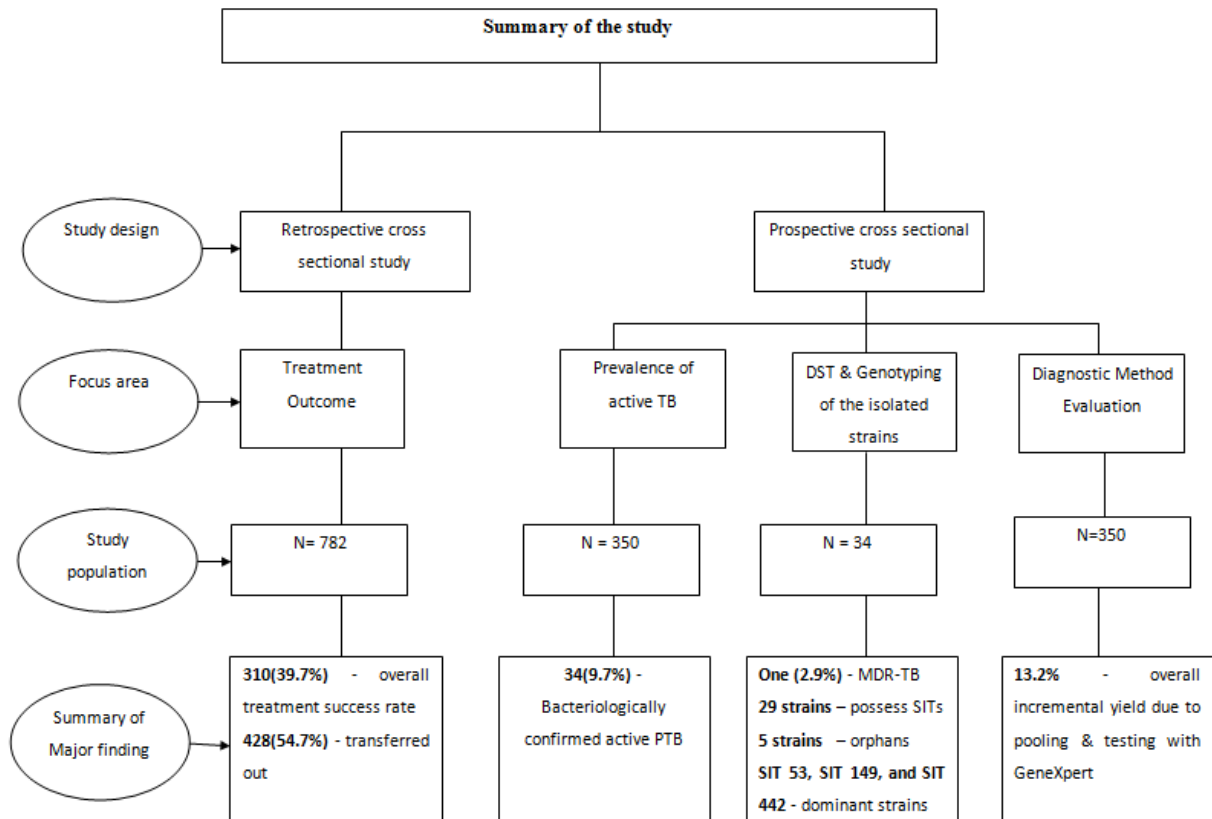 Summary of the study
Study design
Retrospective cross
sectional study
Prospective cross sectional
study
Focus area
Treatment
Outcome
Prevalence of
active TB
DST & Genotyping
of the isolated
strains
Diagnostic Method
Evaluation
Study
population
N= 782
N = 350
N = 34
N=350
Summary of
Major finding
310(39.7%) - overall
treatment success rate
428(54.7%) - transferred
out
34(9.7%) -
Bacteriologically
confirmed active PTB
One (2.9%) - MDR-TB
29 strains – possess SITs
5 strains – orphans
SIT 53, SIT 149, and SIT
442 - dominant strains
13.2% - overall
incremental yield due to
pooling & testing with
GeneXpert